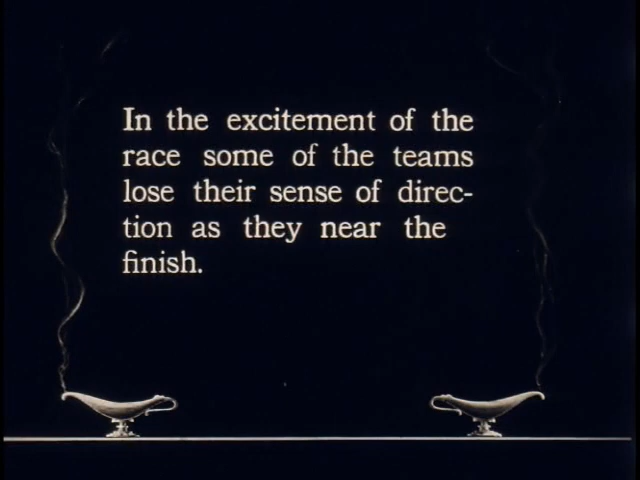 In the excitement of the
race some of the teams
lose their sense of direc-
tion as they near the
finish.